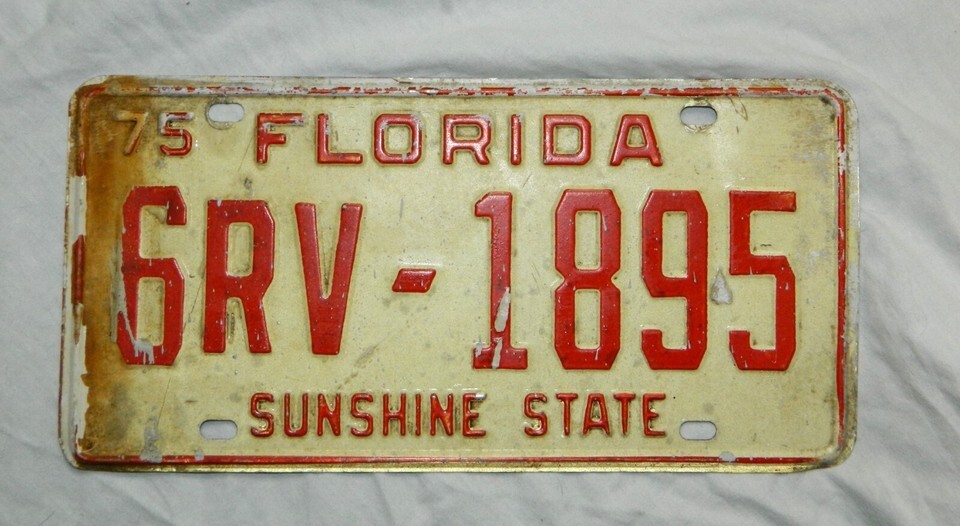 75 FLORIDA
6RV-1895
SUNSHINE STATE